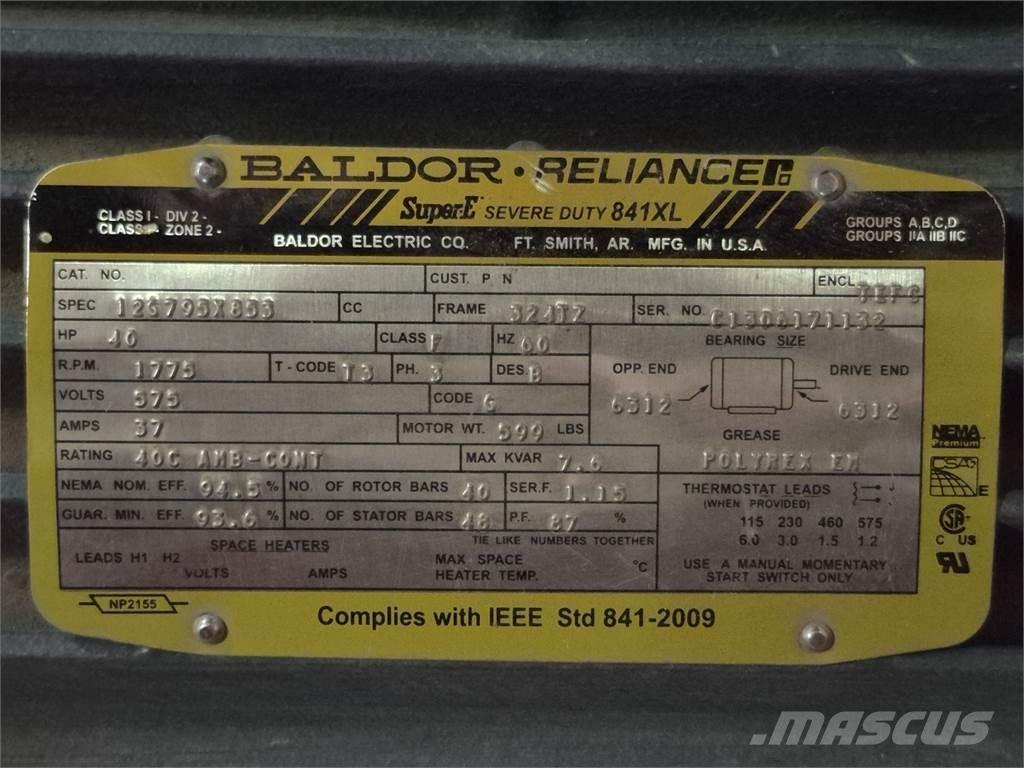 BALDOR · RELIANCER
Super-E SEVERE DUTY 841XL
CLASS I - DIV 2 -
CLASS I - ZONE 2 -
GROUPS A,B,C,D
GROUPS IIA IIB IIC
BALDOR ELECTRIC CO. FT. SMITH, AR. MFG. IN U.S.A.
CAT. NO. CUST. P N ENCL TEFC
SPEC 12G795X853 CC FRAME 324TZ SER. NO. C1306171132
HP 40 CLASS F HZ 60
BEARING SIZE
R.P.M. 1775 T-CODE T3 PH. 3 DES. B
OPP. END DRIVE END
VOLTS 575 CODE G
6312 6312
AMPS 37 MOTOR WT. 599 LBS
GREASE
RATING 40C AMB-CONT MAX KVAR 7.6
POLYREX EM
NEMA NOM. EFF. 94.5 % NO. OF ROTOR BARS 40 SER.F. 1.15
GUAR. MIN. EFF. 93.6 % NO. OF STATOR BARS 48 P.F. 87 %
THERMOSTAT LEADS
(WHEN PROVIDED)
115 230 460 575
6.0 3.0 1.5 1.2
USE A MANUAL MOMENTARY
START SWITCH ONLY
SPACE HEATERS TIE LIKE NUMBERS TOGETHER
LEADS H1 H2
VOLTS AMPS
MAX SPACE
HEATER TEMP. °C
NEMA
Premium
CSA E
C US
NP2155
Complies with IEEE Std 841-2009
MASCUS